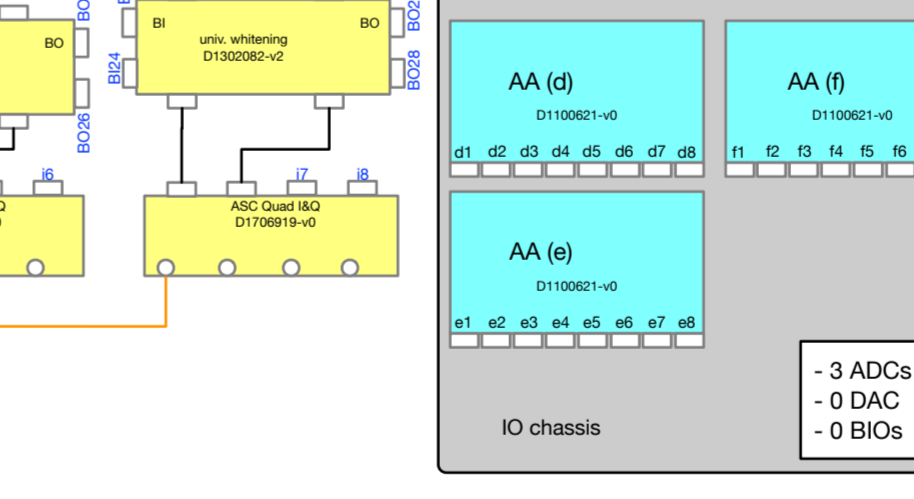 BO
BO26
i6
BI
BO
univ. whitening
D1302082-v2
BI24
BO2
BO28
i7
i8
ASC Quad I&Q
D1706919-v0
AA (d)
D1100621-v0
d1 d2 d3 d4 d5 d6 d7 d8
AA (f)
D1100621-v0
f1 f2 f3 f4 f5 f6
AA (e)
D1100621-v0
e1 e2 e3 e4 e5 e6 e7 e8
- 3 ADCs
- 0 DAC
- 0 BIOs
IO chassis